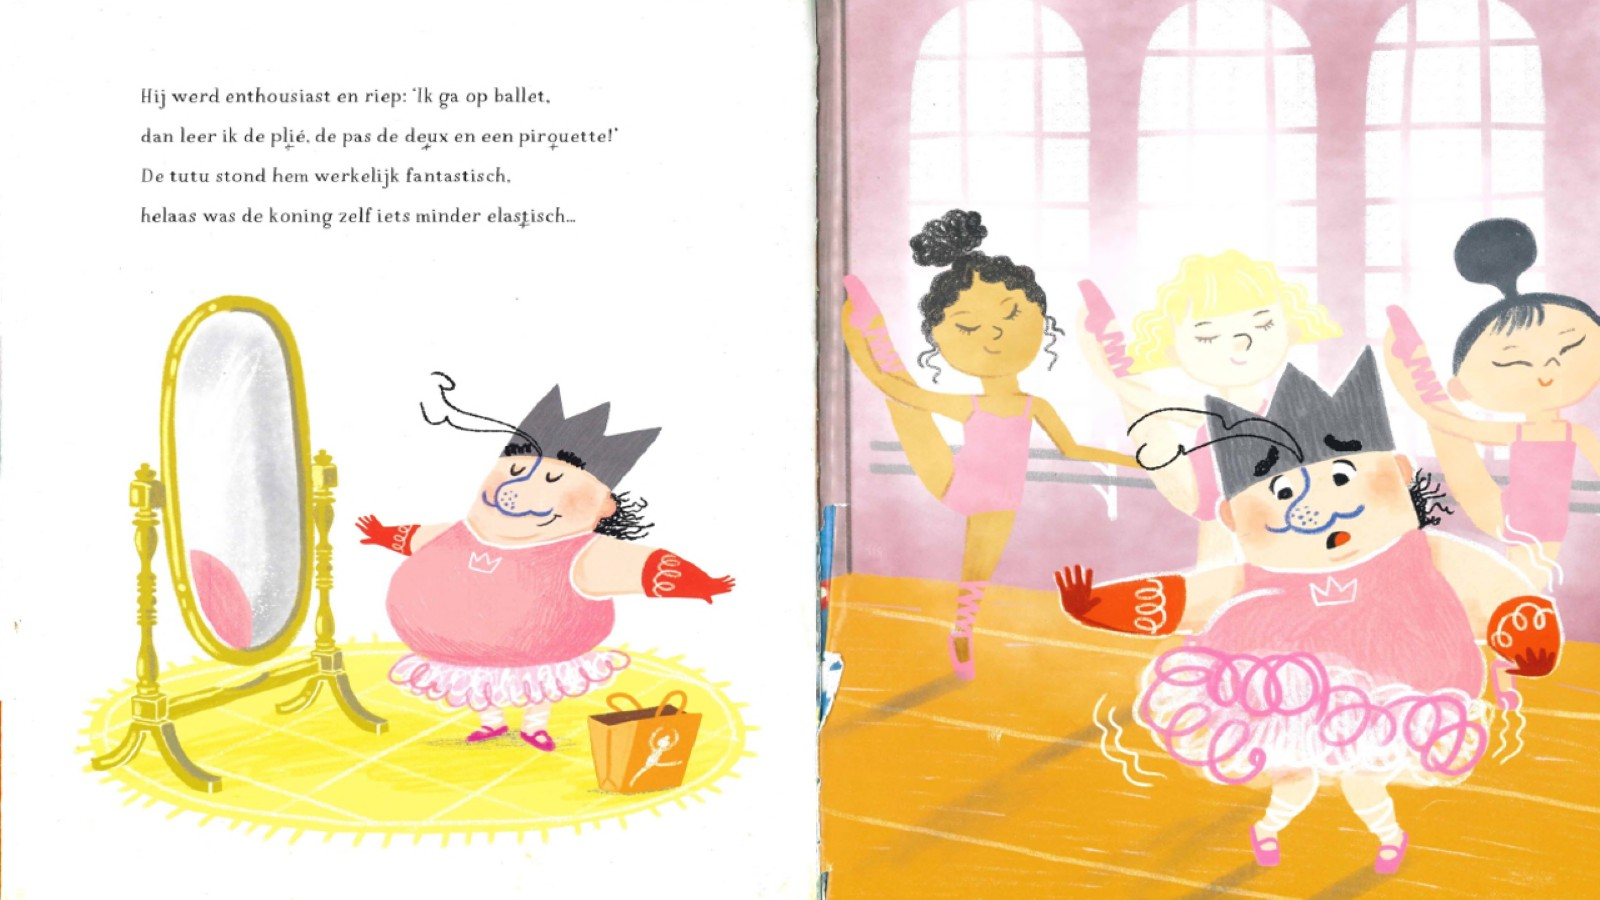 Hij werd enthousiast en riep: ‘Ik ga op ballet,
dan leer ik de plié, de pas de deux en een pirouette!’
De tutu stond hem werkelijk fantastisch,
helaas was de koning zelf iets minder elastisch...